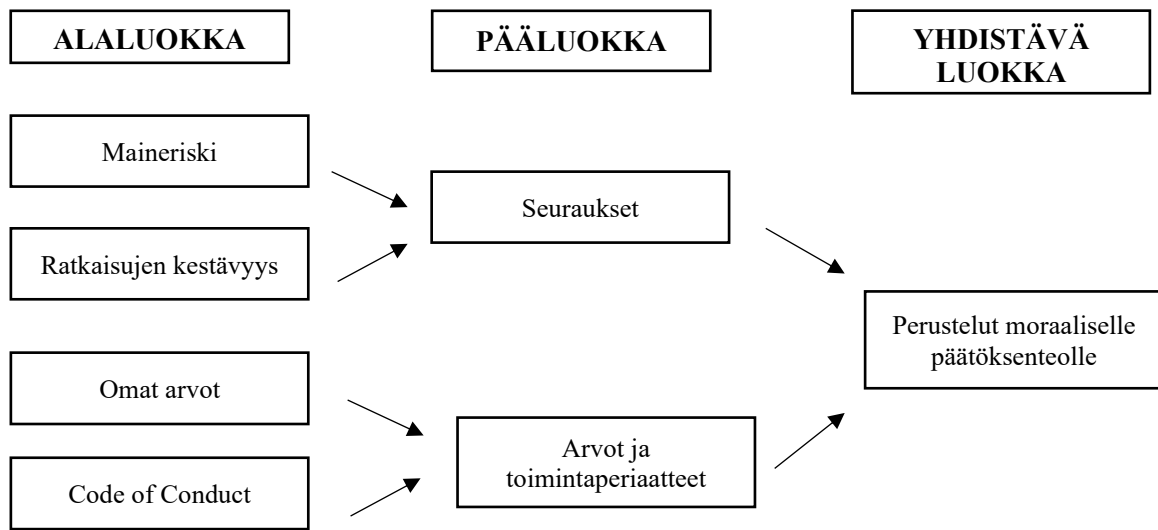 ALALUOKKA
PÄÄLUOKKA
YHDISTÄVÄ
LUOKKA
Maineriski
Ratkaisujen kestävyys
Omat arvot
Code of Conduct
Seuraukset
Arvot ja
toimintaperiaatteet
Perustelut moraaliselle
päätöksenteolle